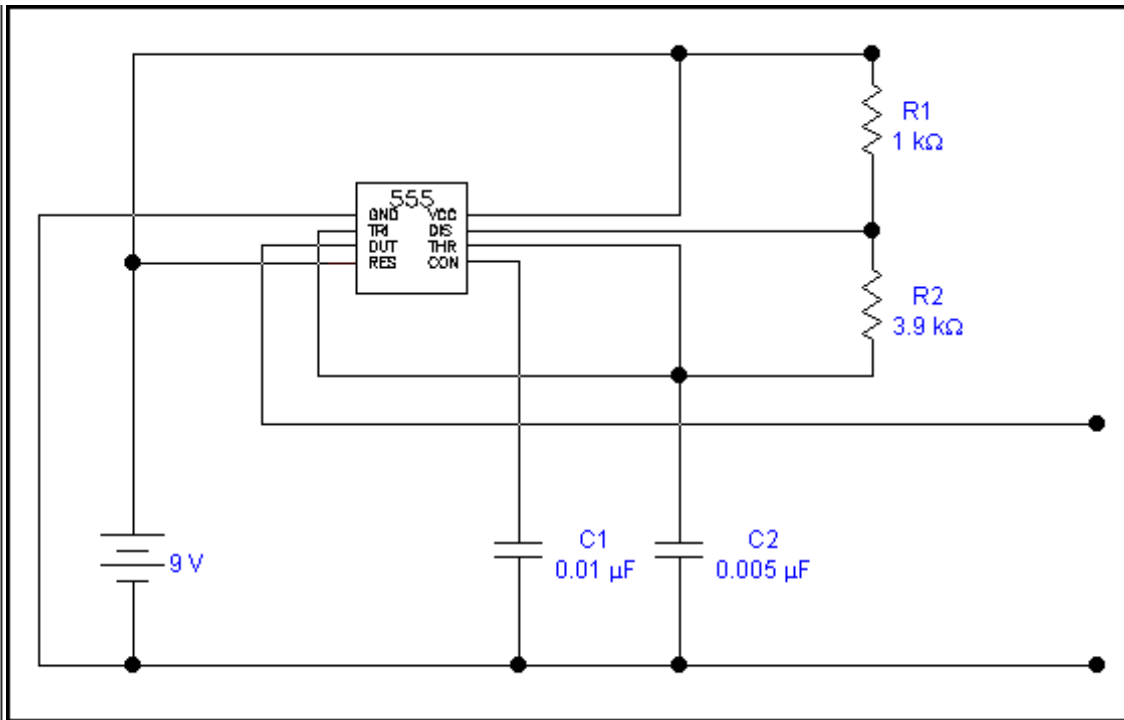 R1
1 kΩ
555
GND VCC
TRI DIS
OUT THR
RES CON
R2
3.9 kΩ
9 V
C1
0.01 µF
C2
0.005 µF